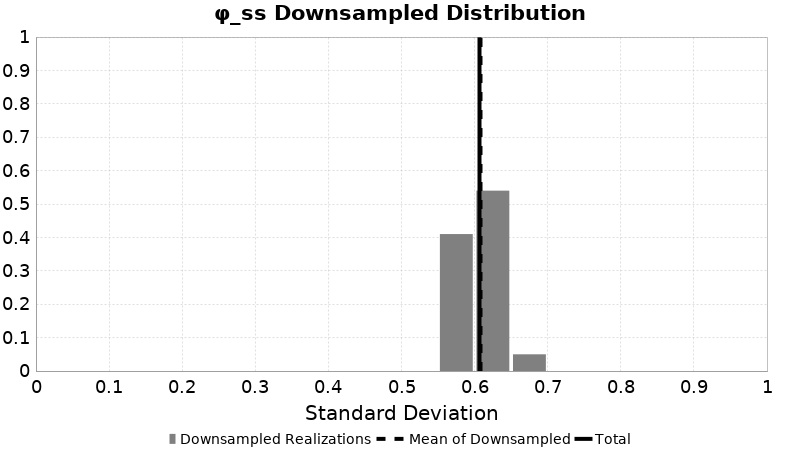 φ_ss Downsampled Distribution
1
0.9
0.8
0.7
0.6
0.5
0.4
0.3
0.2
0.1
0
0 0.1 0.2 0.3 0.4 0.5 0.6 0.7 0.8 0.9 1
Standard Deviation
Downsampled Realizations Mean of Downsampled Total